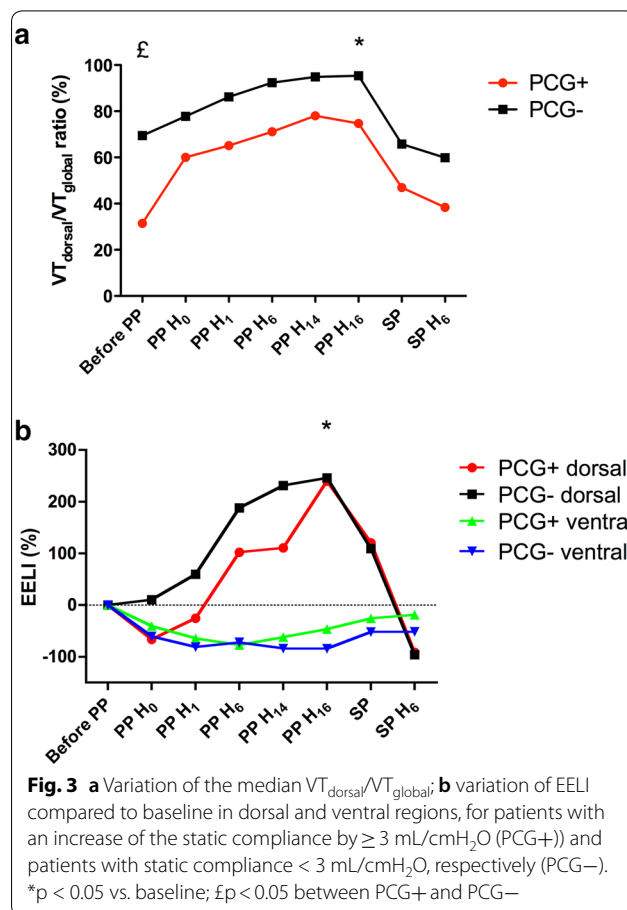 a
£
*
100
80
60
40
20
0
VTdorsal/VTglobal ratio (%)
PCG+
PCG-
Before PP
PP H0
PP H1
PP H6
PP H14
PP H16
SP
SP H6
b
*
300
200
100
0
-100
EELI (%)
PCG+ dorsal
PCG- dorsal
PCG+ ventral
PCG- ventral
Before PP
PP H0
PP H1
PP H6
PP H14
PP H16
SP
SP H6
Fig. 3 a Variation of the median VTdorsal/VTglobal; b variation of EELI
compared to baseline in dorsal and ventral regions, for patients with
an increase of the static compliance by ≥ 3 mL/cmH2O (PCG+)) and
patients with static compliance < 3 mL/cmH2O, respectively (PCG−).
*p < 0.05 vs. baseline; £p < 0.05 between PCG+ and PCG−